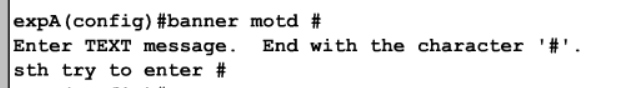 expA(config)#banner motd #
Enter TEXT message.  End with the character '#'.
sth try to enter #